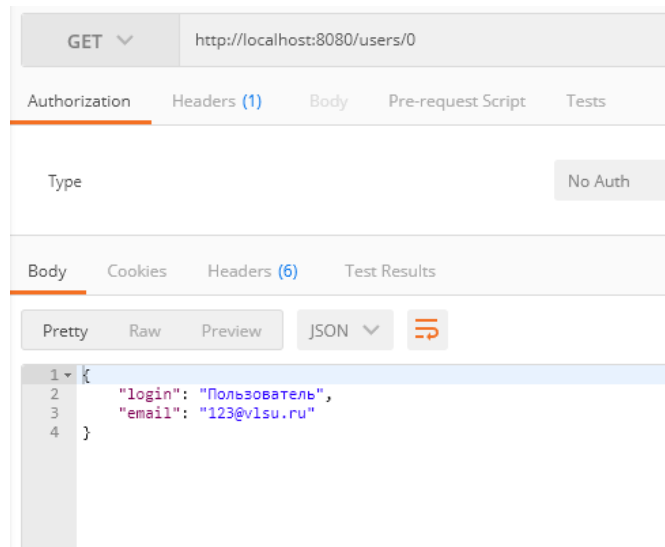 GET http://localhost:8080/users/0
Authorization Headers (1) Body Pre-request Script Tests
Type No Auth
Body Cookies Headers (6) Test Results
Pretty Raw Preview JSON
1 {
2 "login": "Пользователь",
3 "email": "123@vlsu.ru"
4 }